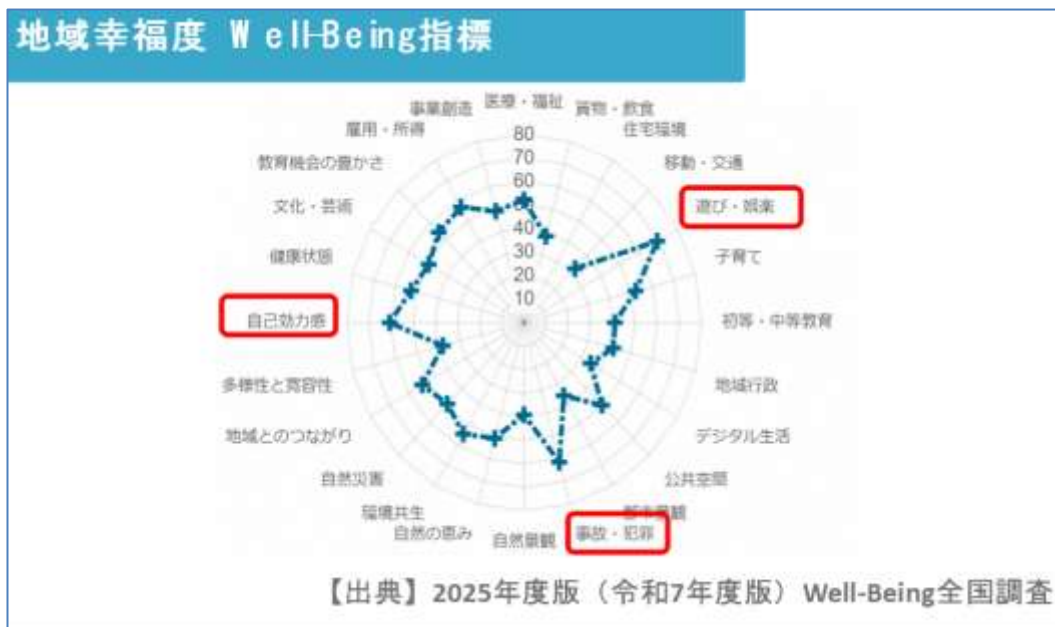 地域幸福度 Well-Being指標
医療・福祉
買物・飲食
住宅環境
移動・交通
遊び・娯楽
子育て
初等・中等教育
地域行政
デジタル生活
公共空間
都市景観
事故・犯罪
自然景観
自然の恵み
環境共生
自然災害
地域とのつながり
多様性と寛容性
自己効力感
健康状態
文化・芸術
教育機会の豊かさ
雇用・所得
事業創造
80
70
60
40
30
20
10
【出典】2025年度版（令和7年度版）Well-Being全国調査